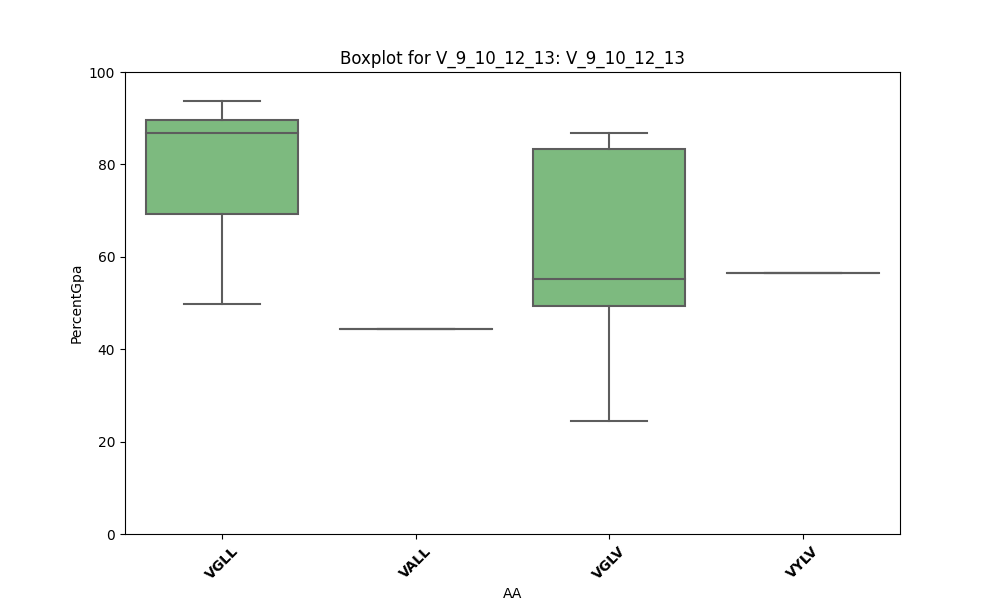 Boxplot for V_9_10_12_13: V_9_10_12_13
100
80
60
40
20
0
PercentGpa
VGLL
VALL
VGLV
VYLV
AA